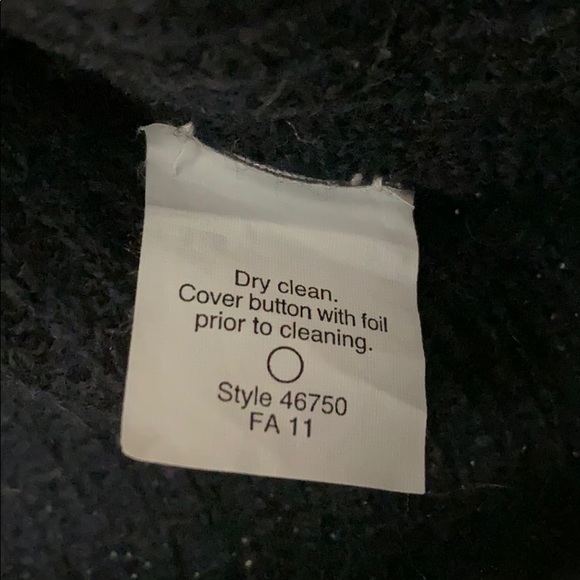 Dry clean.
Cover button with foil
prior to cleaning.
Style 46750
FA 11